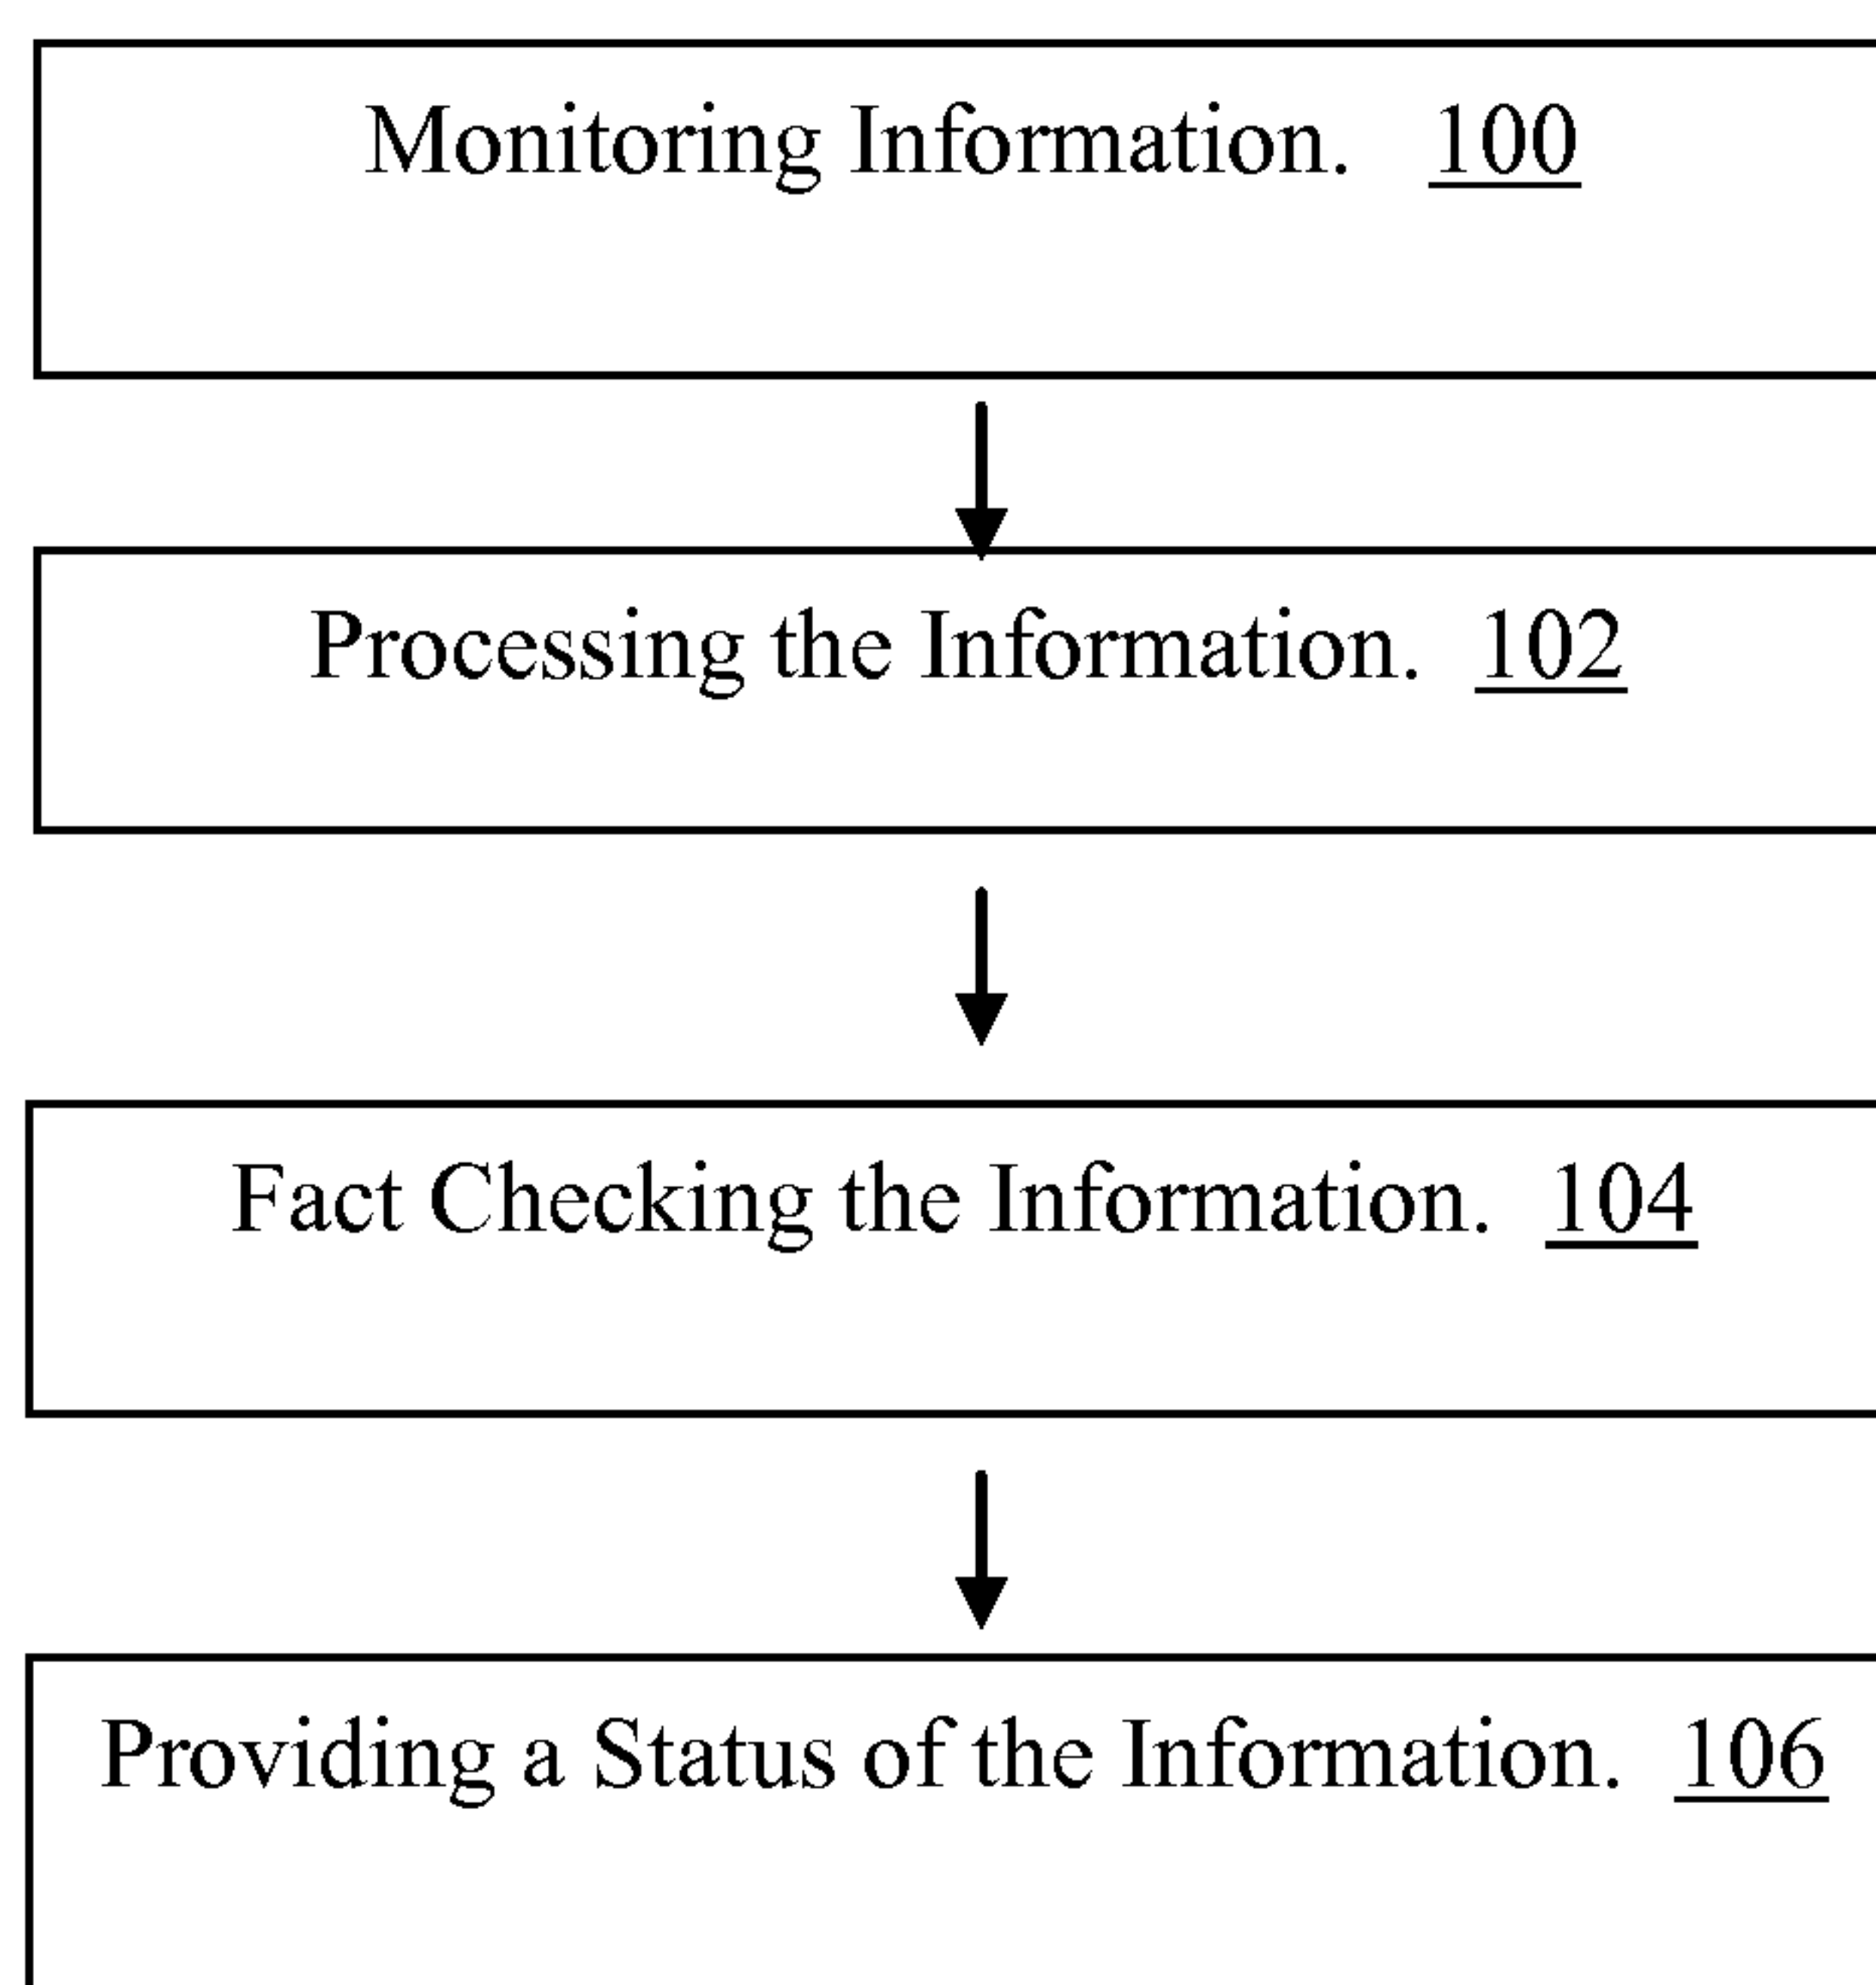 Monitoring Information. 100
Processing the Information. 102
Fact Checking the Information. 104
Providing a Status of the Information. 106